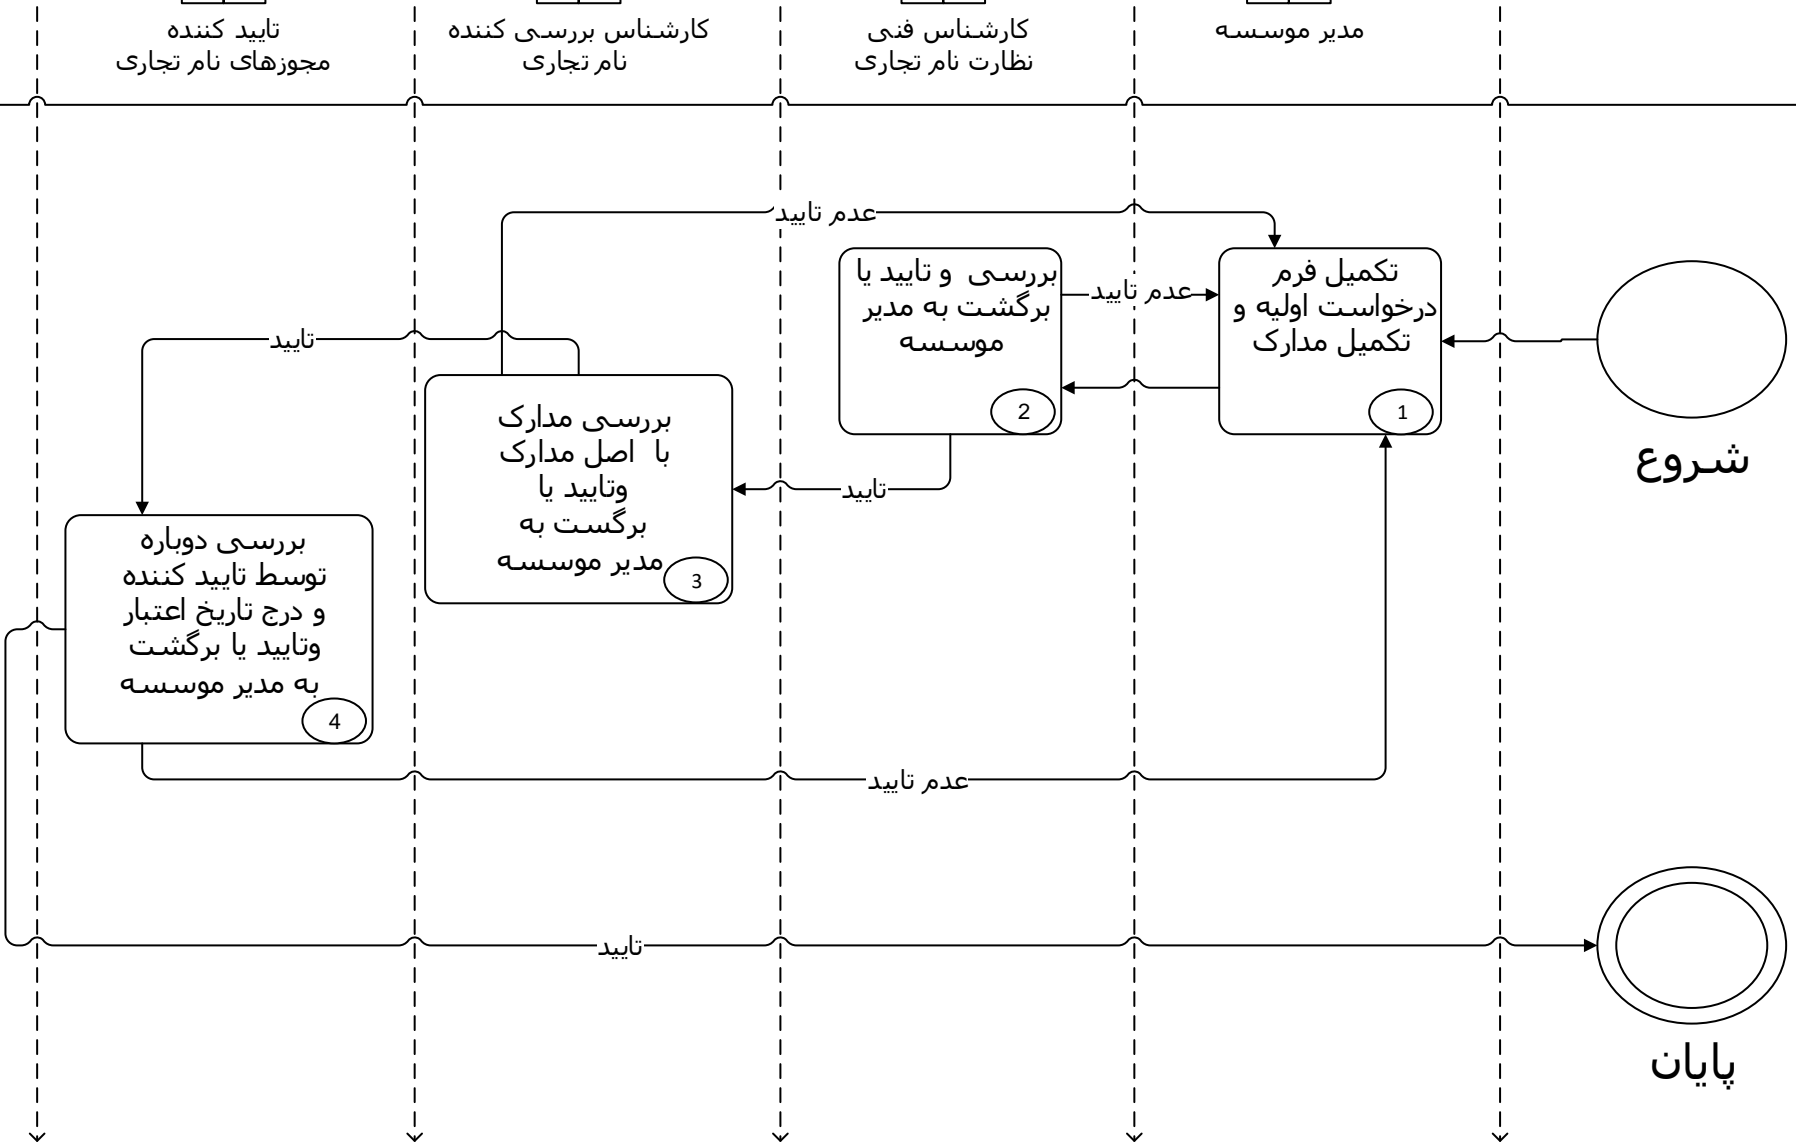 مدیر موسسه
کارشناس فنی
نظارت نام تجاری
کارشناس بررسی کننده
نام تجاری
تایید کننده
مجوزهای نام تجاری
شروع
تکمیل فرم
درخواست اولیه و
تکمیل مدارک
1
عدم تایید
عدم تایید
بررسی و تایید یا
برگشت به مدیر
موسسه
2
تایید
بررسی مدارک
با اصل مدارک
وتایید یا
برگست به
مدیر موسسه
3
تایید
بررسی دوباره
توسط تایید کننده
و درج تاریخ اعتبار
وتایید یا برگشت
به مدیر موسسه
4
عدم تایید
تایید
پایان